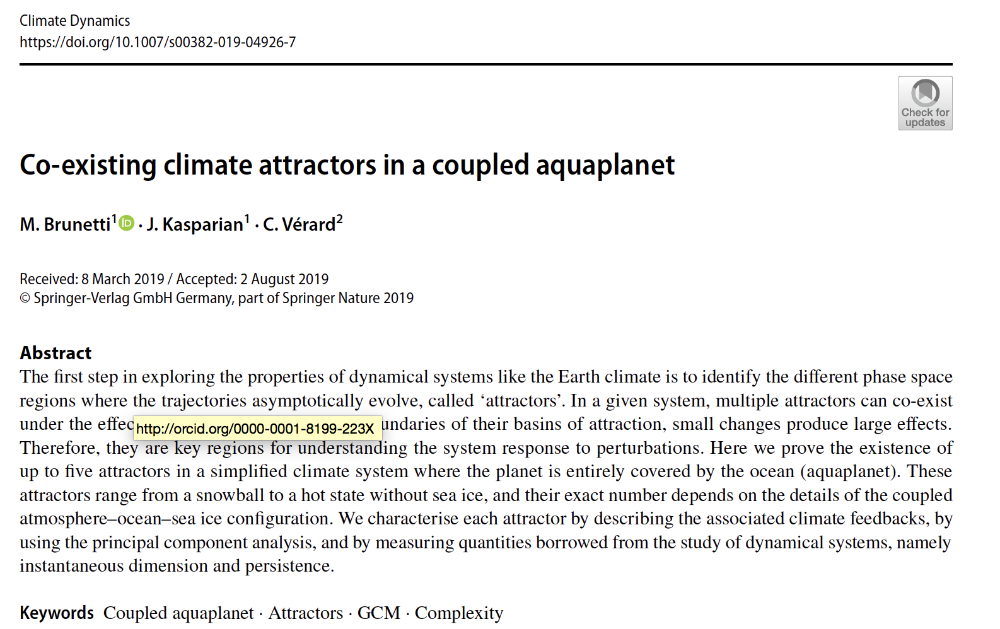 Climate Dynamics
https://doi.org/10.1007/s00382-019-04926-7
Check for
updates
Co-existing climate attractors in a coupled aquaplanet
M. Brunetti1 iD · J. Kasparian1 · C. Vérard2
Received: 8 March 2019 / Accepted: 2 August 2019
© Springer-Verlag GmbH Germany, part of Springer Nature 2019
Abstract
The first step in exploring the properties of dynamical systems like the Earth climate is to identify the different phase space
regions where the trajectories asymptotically evolve, called ‘attractors’. In a given system, multiple attractors can co-exist
under the effec http://orcid.org/0000-0001-8199-223X undaries of their basins of attraction, small changes produce large effects.
Therefore, they are key regions for understanding the system response to perturbations. Here we prove the existence of
up to five attractors in a simplified climate system where the planet is entirely covered by the ocean (aquaplanet). These
attractors range from a snowball to a hot state without sea ice, and their exact number depends on the details of the coupled
atmosphere–ocean–sea ice configuration. We characterise each attractor by describing the associated climate feedbacks, by
using the principal component analysis, and by measuring quantities borrowed from the study of dynamical systems, namely
instantaneous dimension and persistence.
Keywords Coupled aquaplanet · Attractors · GCM · Complexity